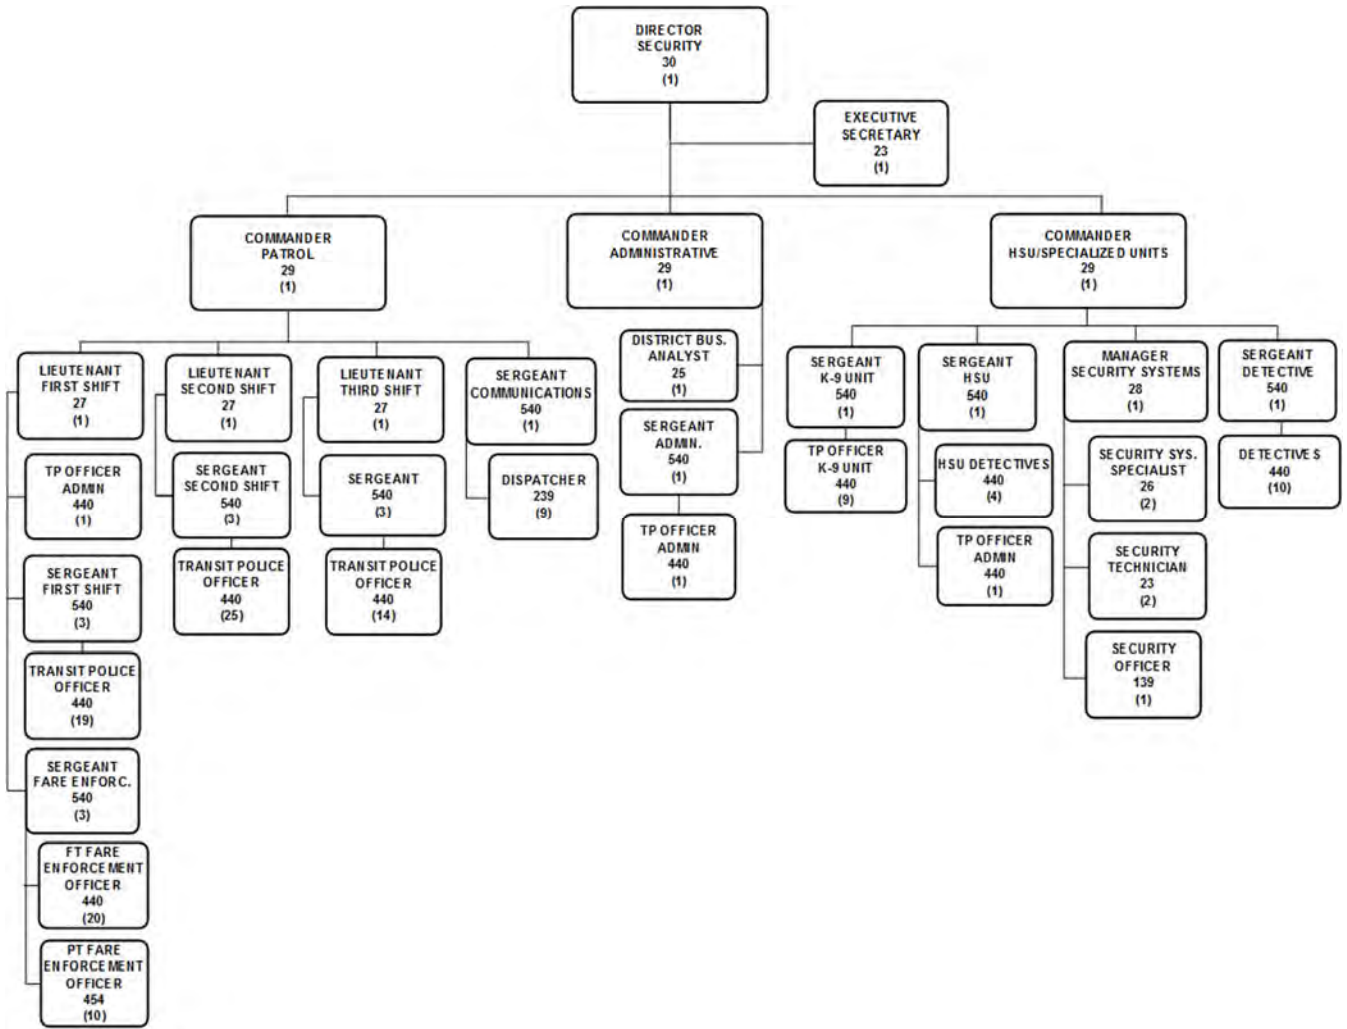 DIRECTOR
SECURITY
30
(1)
EXECUTIVE
SECRETARY
23
(1)
COMMANDER
PATROL
29
(1)
COMMANDER
ADMINISTRATIVE
29
(1)
COMMANDER
HSU/SPECIALIZED UNITS
29
(1)
LIEUTENANT
FIRST SHIFT
27
(1)
TP OFFICER
ADMIN
440
(1)
SERGEANT
FIRST SHIFT
540
(3)
TRANSIT POLICE
OFFICER
440
(19)
SERGEANT
FARE ENFORC.
540
(3)
FT FARE
ENFORCEMENT
OFFICER
440
(20)
PT FARE
ENFORCEMENT
OFFICER
454
(10)
LIEUTENANT
SECOND SHIFT
27
(1)
SERGEANT
SECOND SHIFT
540
(3)
TRANSIT POLICE
OFFICER
440
(25)
LIEUTENANT
THIRD SHIFT
27
(1)
SERGEANT
540
(3)
TRANSIT POLICE
OFFICER
440
(14)
SERGEANT
COMMUNICATIONS
540
(1)
DISPATCHER
239
(9)
DISTRICT BUS.
ANALYST
25
(1)
SERGEANT
ADMIN.
540
(1)
TP OFFICER
ADMIN
440
(1)
SERGEANT
K-9 UNIT
540
(1)
TP OFFICER
K-9 UNIT
440
(9)
SERGEANT
HSU
540
(1)
HSU DETECTIVES
440
(4)
TP OFFICER
ADMIN
440
(1)
MANAGER
SECURITY SYSTEMS
28
(1)
SECURITY SYS.
SPECIALIST
26
(2)
SECURITY
TECHNICIAN
23
(2)
SECURITY
OFFICER
139
(1)
SERGEANT
DETECTIVE
540
(1)
DETECTIVES
440
(10)